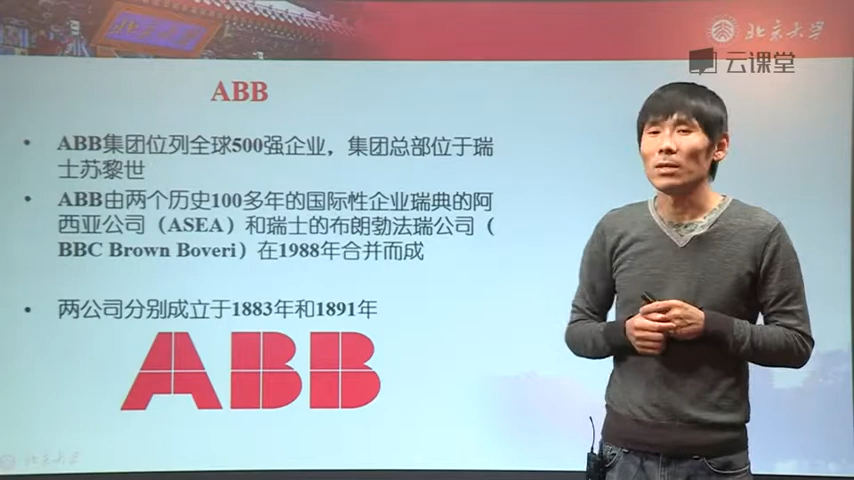 北京大学
云课堂
ABB
• ABB集团位列全球500强企业，集团总部位于瑞
士苏黎世
• ABB由两个历史100多年的国际性企业瑞典的阿
西亚公司（ASEA）和瑞士的布朗勃法瑞公司（
BBC Brown Boveri）在1988年合并而成
• 两公司分别成立于1883年和1891年
ABB
北京大学